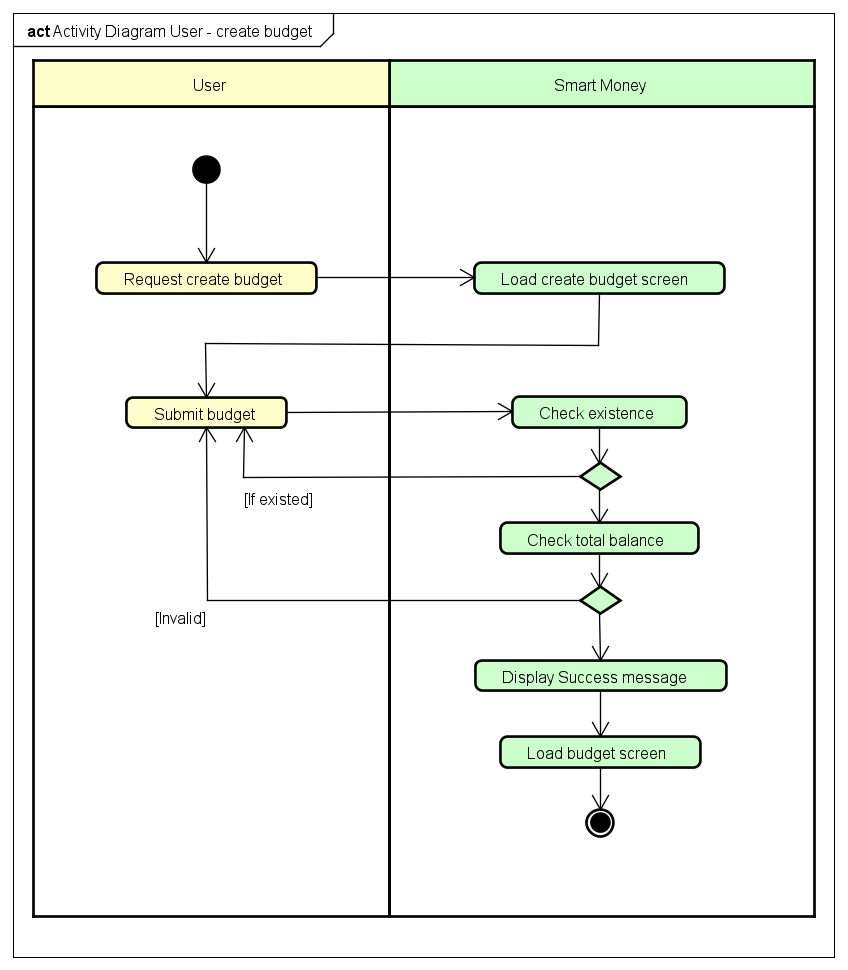 act Activity Diagram User - create budget
User
Smart Money
Request create budget
Load create budget screen
Submit budget
Check existence
[If existed]
Check total balance
[Invalid]
Display Success message
Load budget screen